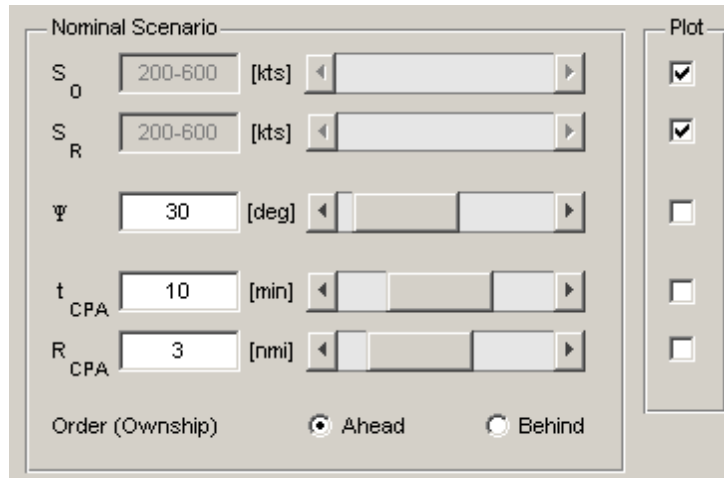 Nominal Scenario Plot
S0 200-600 [kts]
SR 200-600 [kts]
Ψ 30 [deg]
tCPA 10 [min]
RCPA 3 [nmi]
Order (Ownship) Ahead Behind